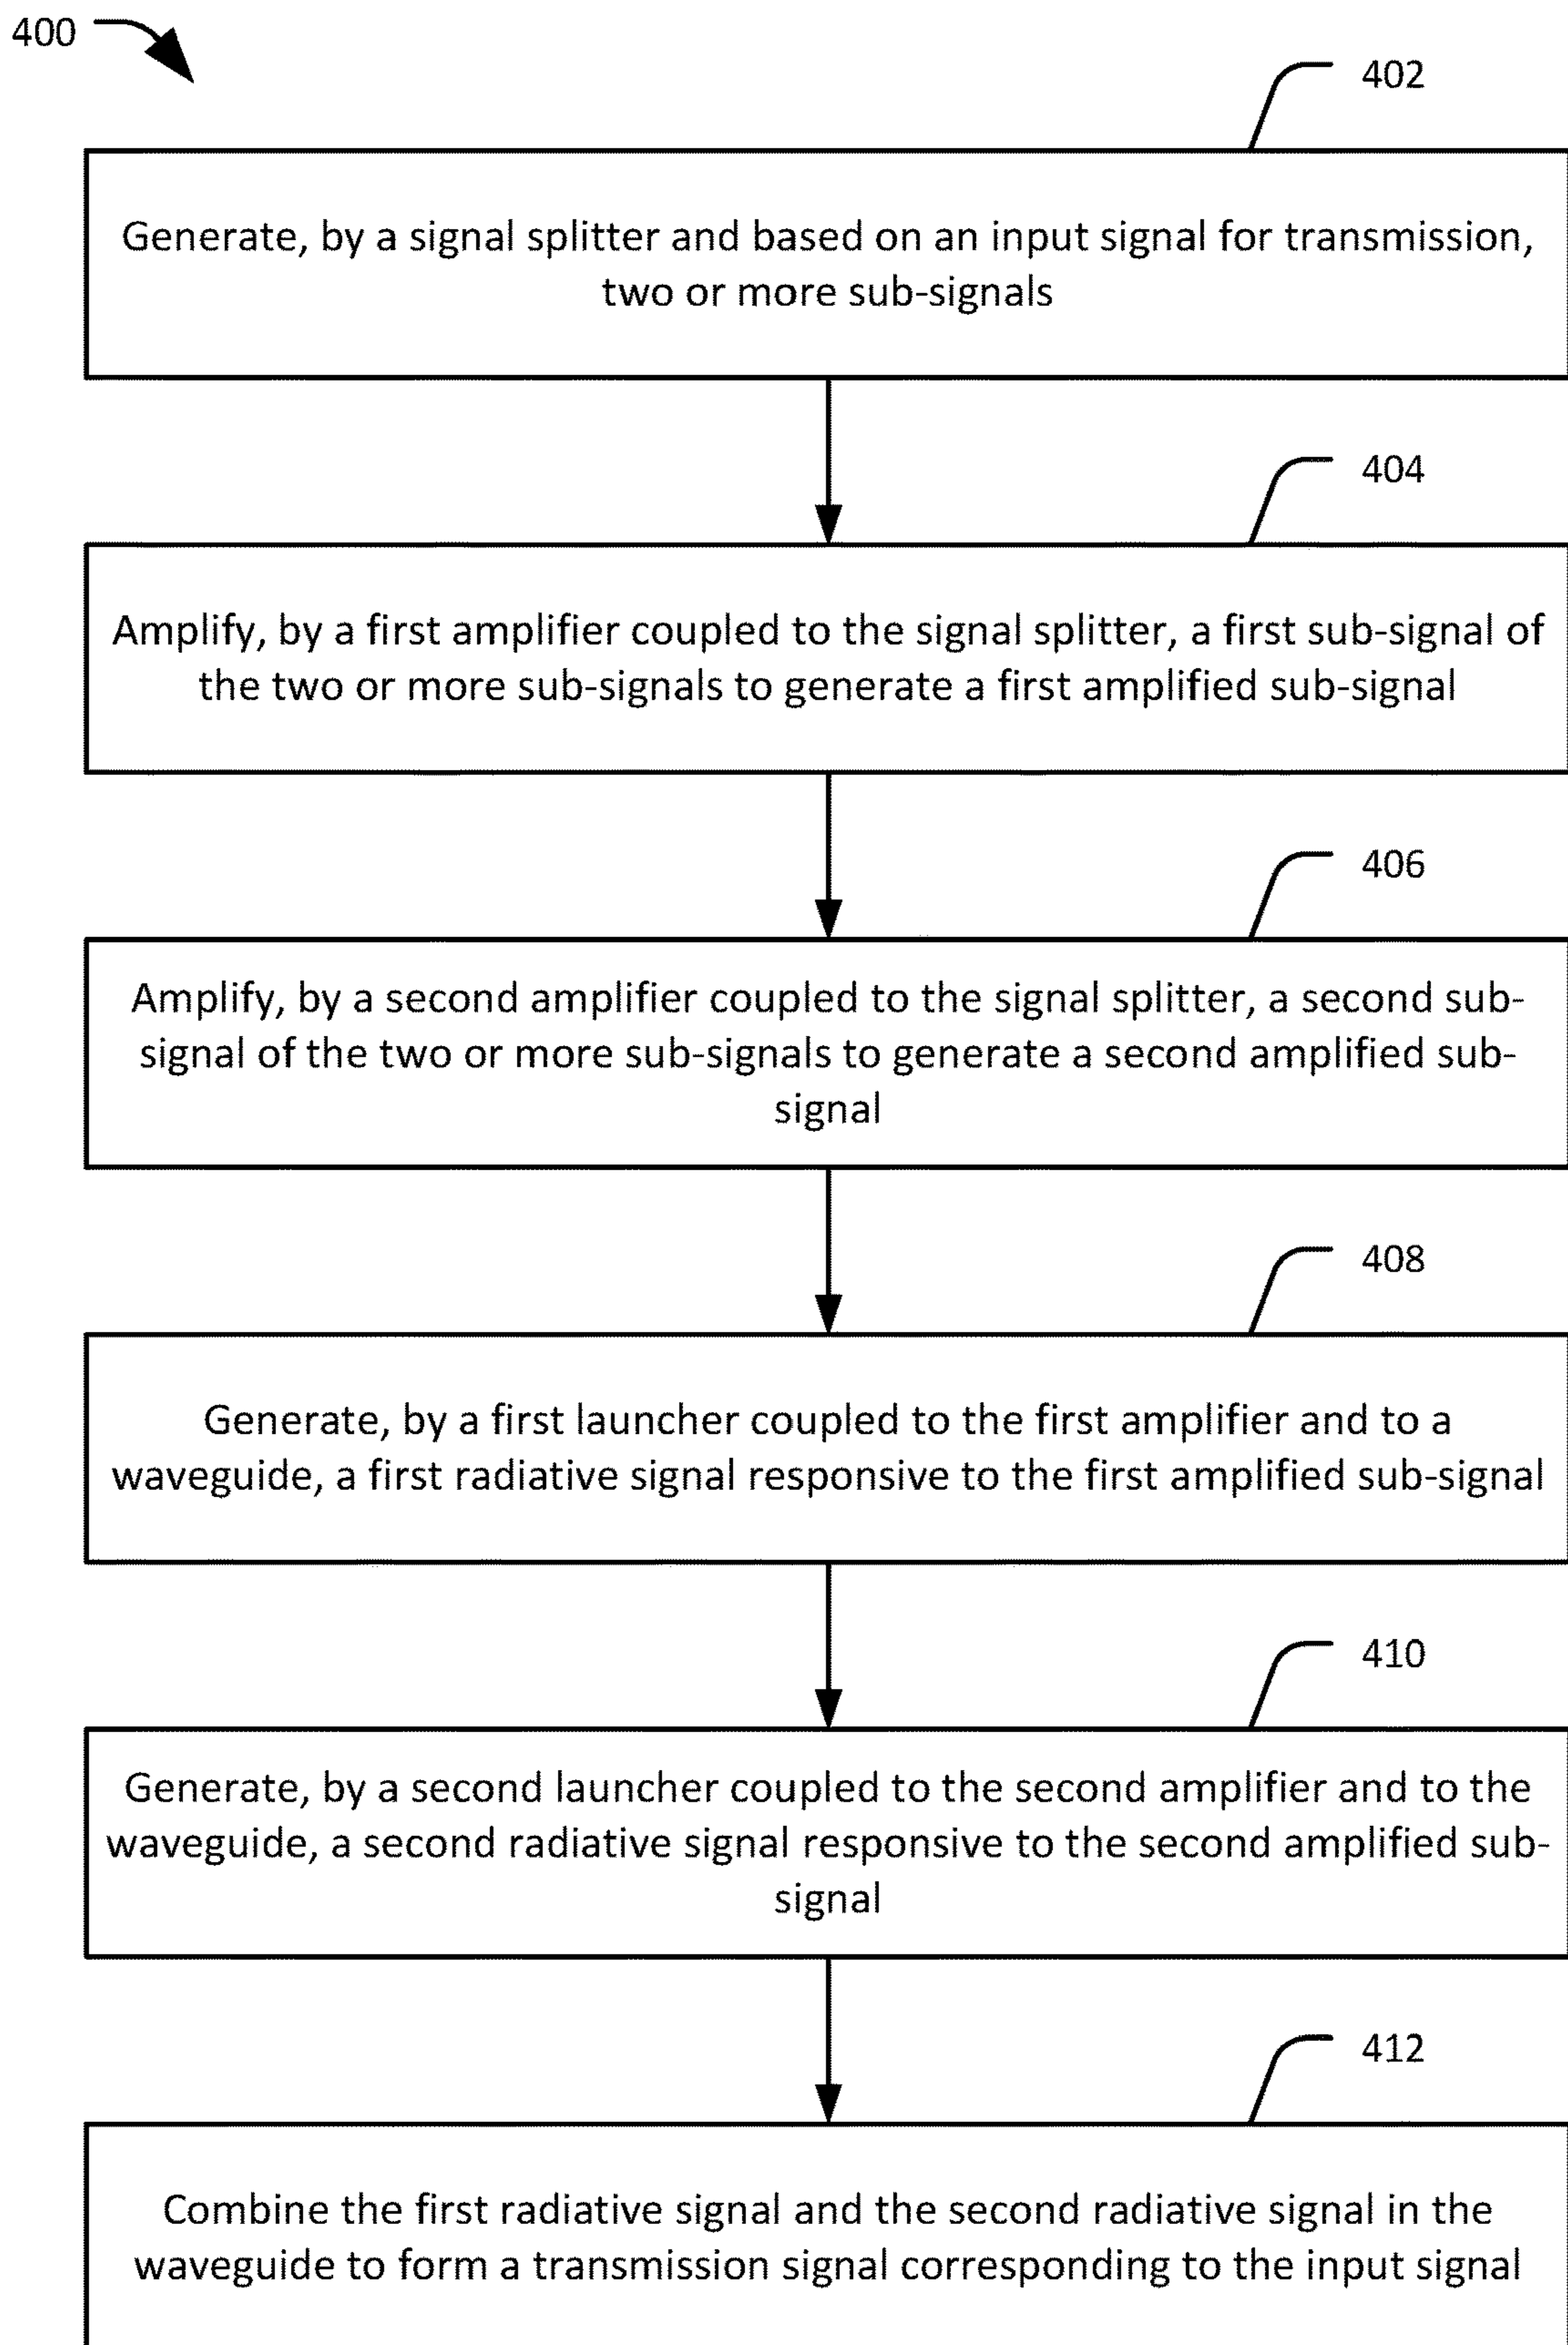 400
402
Generate, by a signal splitter and based on an input signal for transmission,
two or more sub-signals
404
Amplify, by a first amplifier coupled to the signal splitter, a first sub-signal of
the two or more sub-signals to generate a first amplified sub-signal
406
Amplify, by a second amplifier coupled to the signal splitter, a second sub-
signal of the two or more sub-signals to generate a second amplified sub-
signal
408
Generate, by a first launcher coupled to the first amplifier and to a
waveguide, a first radiative signal responsive to the first amplified sub-signal
410
Generate, by a second launcher coupled to the second amplifier and to the
waveguide, a second radiative signal responsive to the second amplified sub-
signal
412
Combine the first radiative signal and the second radiative signal in the
waveguide to form a transmission signal corresponding to the input signal